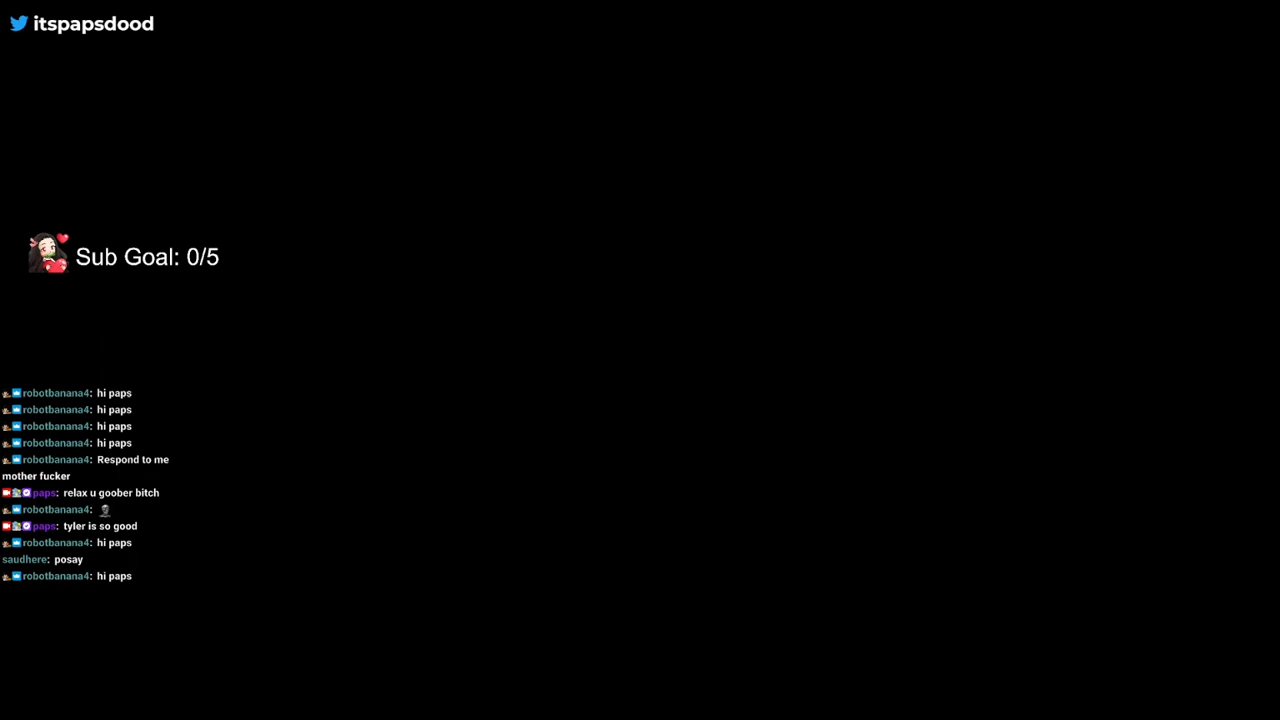 itspapsdood
Sub Goal: 0/5
robotbanana4: hi paps
robotbanana4: hi paps
robotbanana4: hi paps
robotbanana4: hi paps
robotbanana4: Respond to me
mother fucker
paps: relax u goober bitch
robotbanana4:
paps: tyler is so good
robotbanana4: hi paps
saudhere: posay
robotbanana4: hi paps